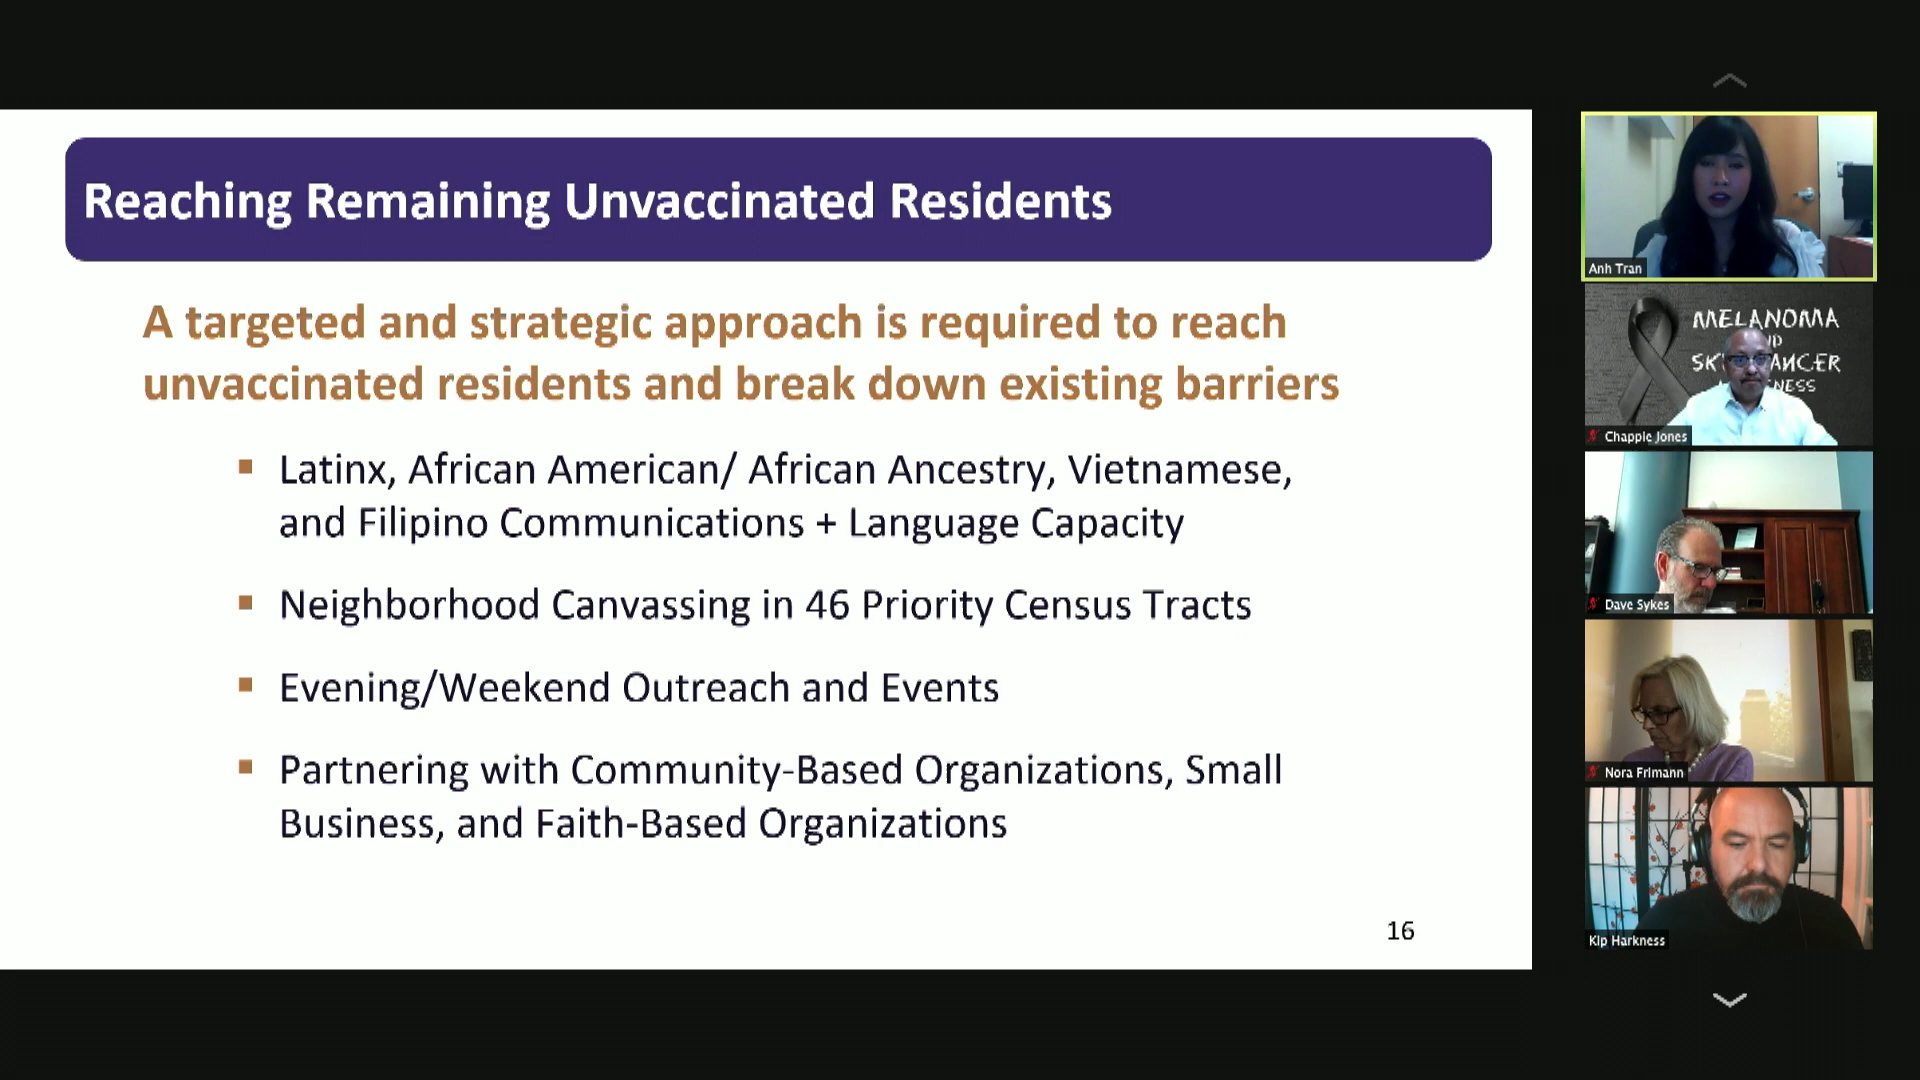 Reaching Remaining Unvaccinated Residents
A targeted and strategic approach is required to reach
unvaccinated residents and break down existing barriers
▪ Latinx, African American/ African Ancestry, Vietnamese,
and Filipino Communications + Language Capacity
▪ Neighborhood Canvassing in 46 Priority Census Tracts
▪ Evening/Weekend Outreach and Events
▪ Partnering with Community-Based Organizations, Small
Business, and Faith-Based Organizations
16
Anh Tran
MELANOMA
Chappie Jones
Dave Sykes
Nora Frimann
Kip Harkness